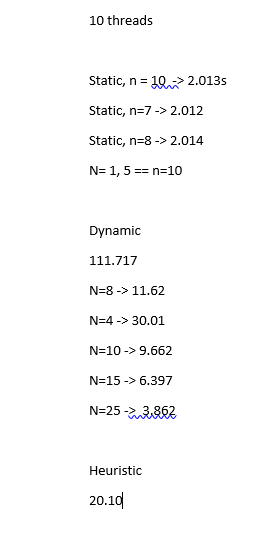 10 threads
Static, n = 10 -> 2.013s
Static, n=7 -> 2.012
Static, n=8 -> 2.014
N= 1, 5 == n=10
Dynamic
111.717
N=8 -> 11.62
N=4 -> 30.01
N=10 -> 9.662
N=15 -> 6.397
N=25 -> 3.862
Heuristic
20.10